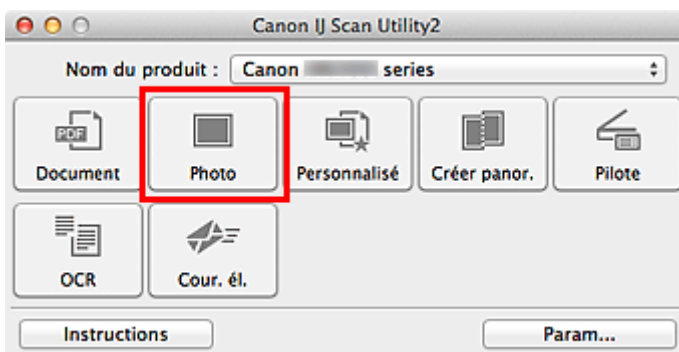 Canon IJ Scan Utility2
Nom du produit : Canon series
PDF
Document Photo Personnalisé Créer panor. Pilote
OCR Cour. él.
Instructions Param...